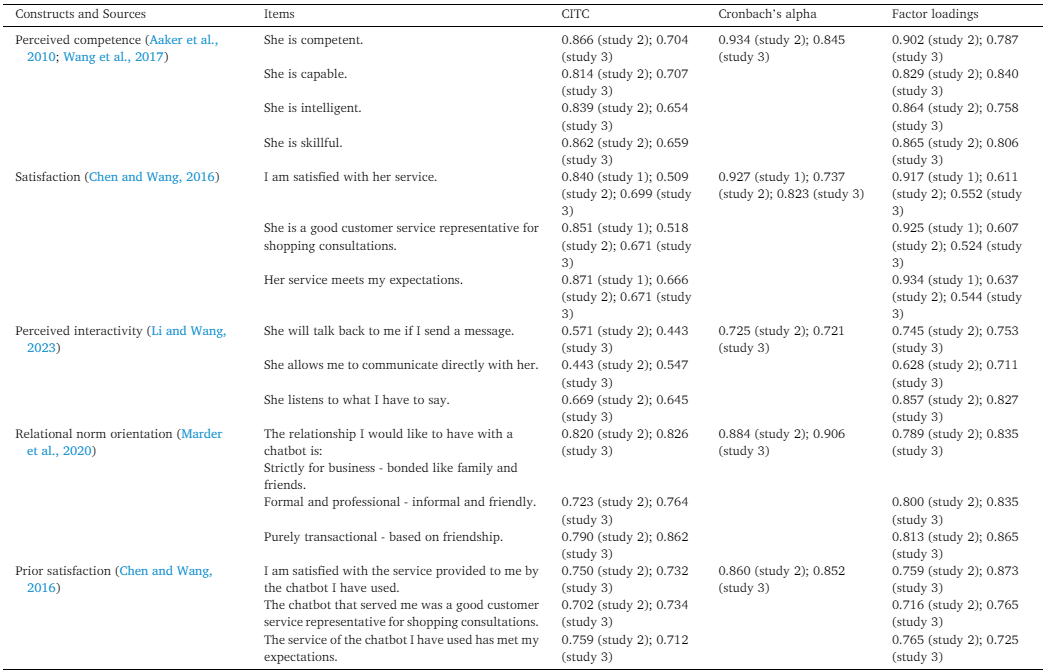 Constructs and Sources Items CITC Cronbach's alpha Factor loadings
Perceived competence (Aaker et al., She is competent. 0.866 (study 2); 0.704 0.934 (study 2); 0.845 0.902 (study 2); 0.787
2010; Wang et al., 2017) (study 3) (study 3) (study 3)
She is capable. 0.814 (study 2); 0.707 0.829 (study 2); 0.840
(study 3) (study 3)
She is intelligent. 0.839 (study 2); 0.654 0.864 (study 2); 0.758
(study 3) (study 3)
She is skillful. 0.862 (study 2); 0.659 0.865 (study 2); 0.806
(study 3) (study 3)
Satisfaction (Chen and Wang, 2016) I am satisfied with her service. 0.840 (study 1); 0.509 0.927 (study 1); 0.737 0.917 (study 1); 0.611
(study 2); 0.699 (study (study 2); 0.823 (study 3) (study 2); 0.552 (study
3) 3)
She is a good customer service representative for 0.851 (study 1); 0.518 0.925 (study 1); 0.607
shopping consultations. (study 2); 0.671 (study (study 2); 0.524 (study
3) 3)
Her service meets my expectations. 0.871 (study 1); 0.666 0.934 (study 1); 0.637
(study 2); 0.671 (study (study 2); 0.544 (study
3) 3)
Perceived interactivity (Li and Wang, She will talk back to me if I send a message. 0.571 (study 2); 0.443 0.725 (study 2); 0.721 0.745 (study 2); 0.753
2023) (study 3) (study 3) (study 3)
She allows me to communicate directly with her. 0.443 (study 2); 0.547 0.628 (study 2); 0.711
(study 3) (study 3)
She listens to what I have to say. 0.669 (study 2); 0.645 0.857 (study 2); 0.827
(study 3) (study 3)
Relational norm orientation (Marder The relationship I would like to have with a 0.820 (study 2); 0.826 0.884 (study 2); 0.906 0.789 (study 2); 0.835
et al., 2020) chatbot is: (study 3) (study 3) (study 3)
Strictly for business - bonded like family and
friends.
Formal and professional - informal and friendly. 0.723 (study 2); 0.764 0.800 (study 2); 0.835
(study 3) (study 3)
Purely transactional - based on friendship. 0.790 (study 2); 0.862 0.813 (study 2); 0.865
(study 3) (study 3)
Prior satisfaction (Chen and Wang, I am satisfied with the service provided to me by 0.750 (study 2); 0.732 0.860 (study 2); 0.852 0.759 (study 2); 0.873
2016) the chatbot I have used. (study 3) (study 3) (study 3)
The chatbot that served me was a good customer 0.702 (study 2); 0.734 0.716 (study 2); 0.765
service representative for shopping consultations. (study 3) (study 3)
The service of the chatbot I have used has met my 0.759 (study 2); 0.712 0.765 (study 2); 0.725
expectations. (study 3) (study 3)